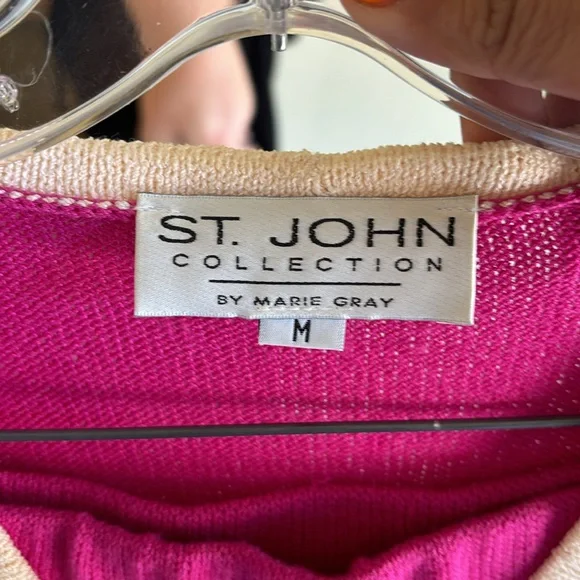 ST. JOHN
COLLECTION
BY MARIE GRAY
M